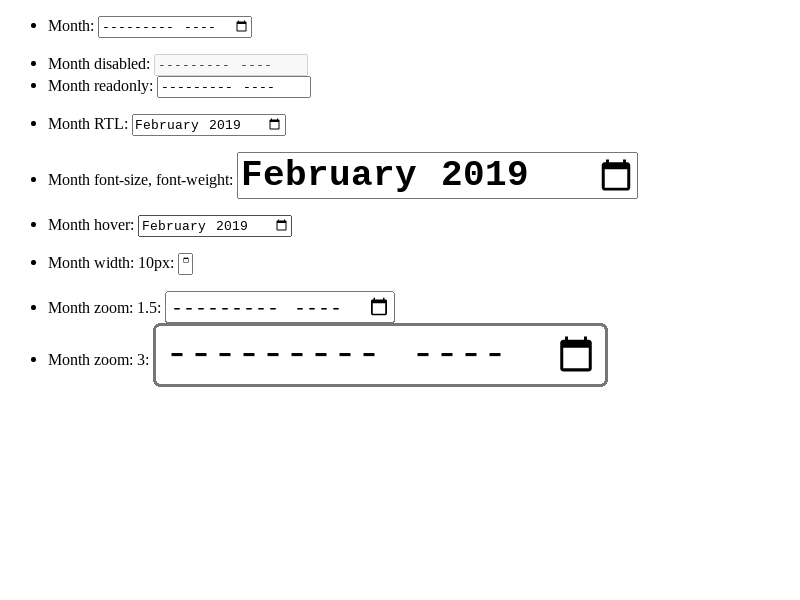 Month: --------- ----
Month disabled: --------- ----
Month readonly: --------- ----
Month RTL: February 2019
Month font-size, font-weight: February 2019
Month hover: February 2019
Month width: 10px:
Month zoom: 1.5: --------- ----
Month zoom: 3: --------- ----